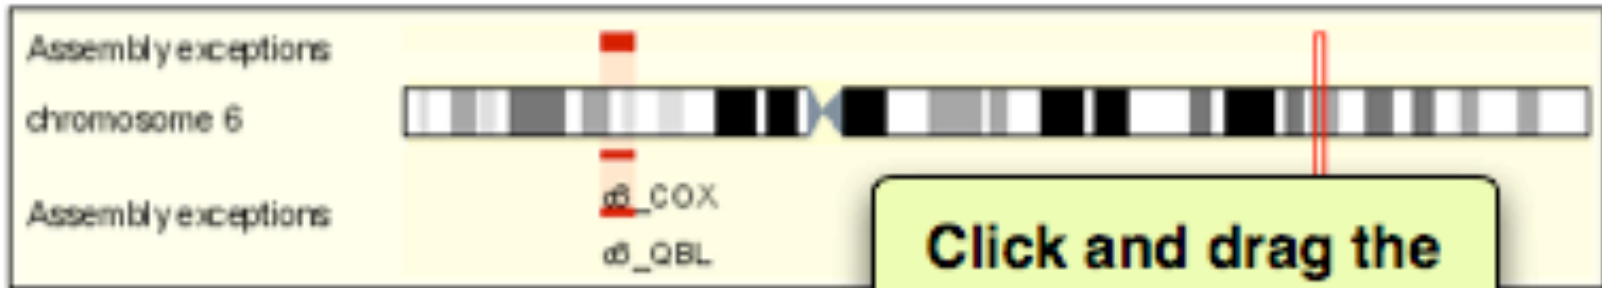 Assembly exceptions
chromosome 6
Assembly exceptions
c6_COX
c6_QBL
Click and drag the